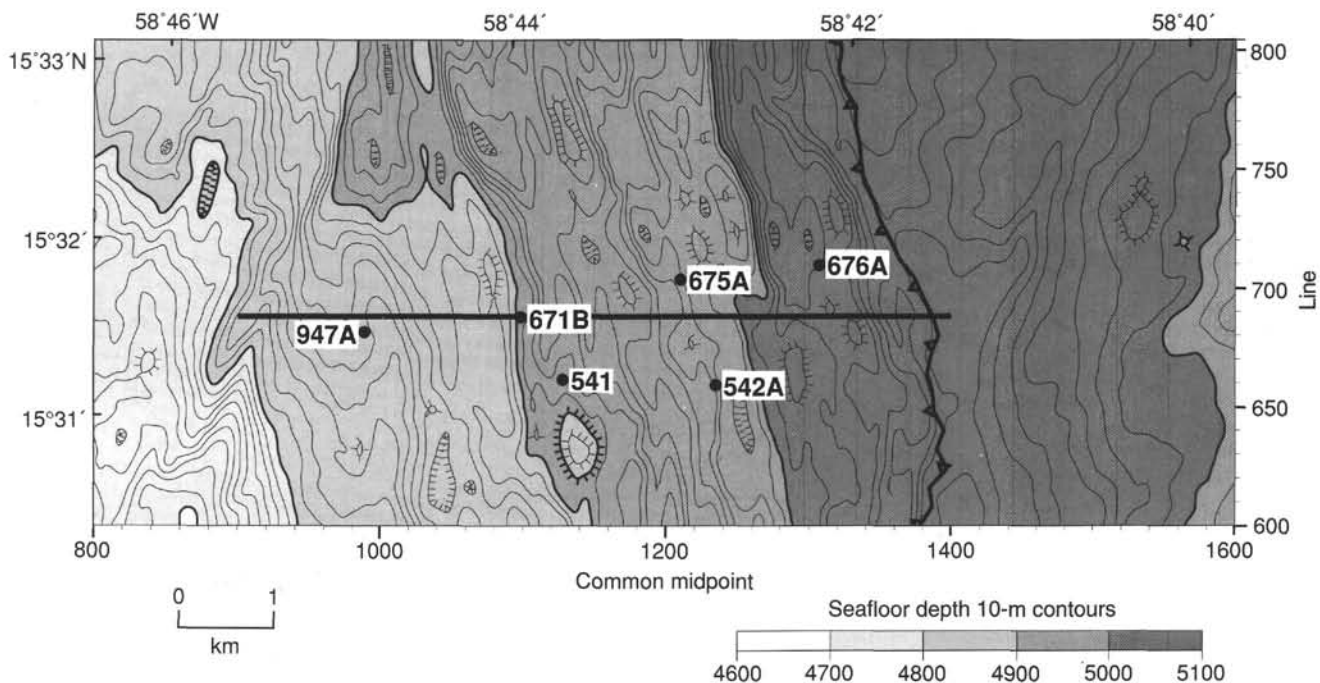 58°46´W 58°44´ 58°42´ 58°40´
15°33´N
800
750
15°32´
675A
676A
700
Line
671B
947A
541
542A
15°31´
650
600
800 1000 1200 1400 1600
Common midpoint
0 1
km
Seafloor depth 10-m contours
4600 4700 4800 4900 5000 5100